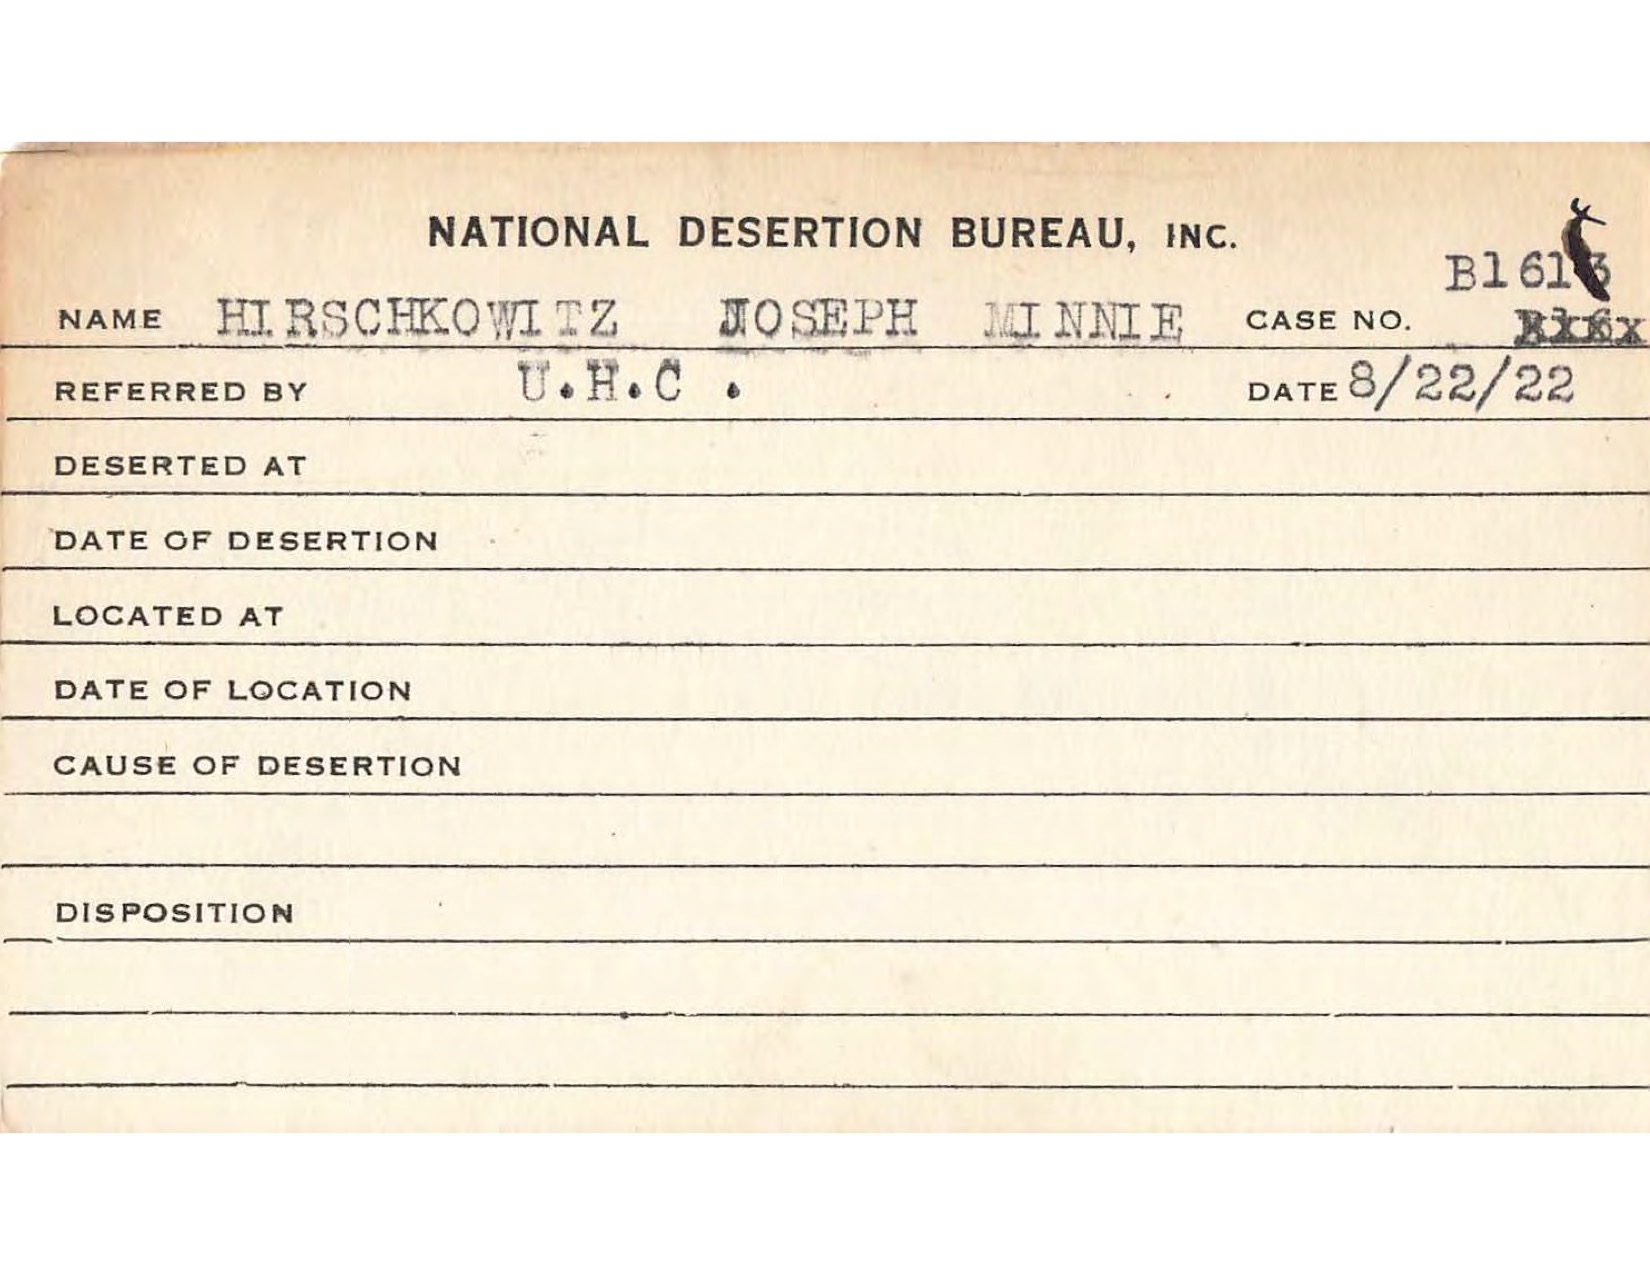 NATIONAL DESERTION BUREAU, INC.
NAME HIRSCHKOWITZ JOSEPH MINNIE CASE NO.
REFERRED BY U.H.C. DATE 8/22/22
DESERTED AT
DATE OF DESERTION
LOCATED AT
DATE OF LOCATION
CAUSE OF DESERTION
DISPOSITION